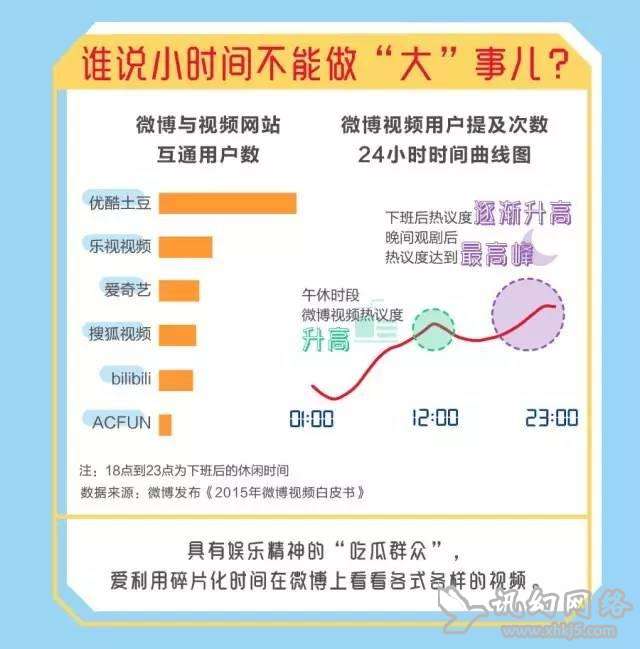 谁说小时间不能做“大”事儿？
微博与视频网站
互通用户数
优酷土豆
乐视视频
爱奇艺
搜狐视频
bilibili
ACFUN
微博视频用户提及次数
24小时时间曲线图
下班后热议度逐渐升高
晚间观剧后
热议度达到最高峰
午休时段
微博视频热议度
升高
01:00
12:00
23:00
注：18点到23点为下班后的休闲时间
数据来源：微博发布《2015年微博视频白皮书》
具有娱乐精神的“吃瓜群众”，
爱利用碎片化时间在微博上看看各式各样的视频。
讯幻网络
www.xhkj5.com